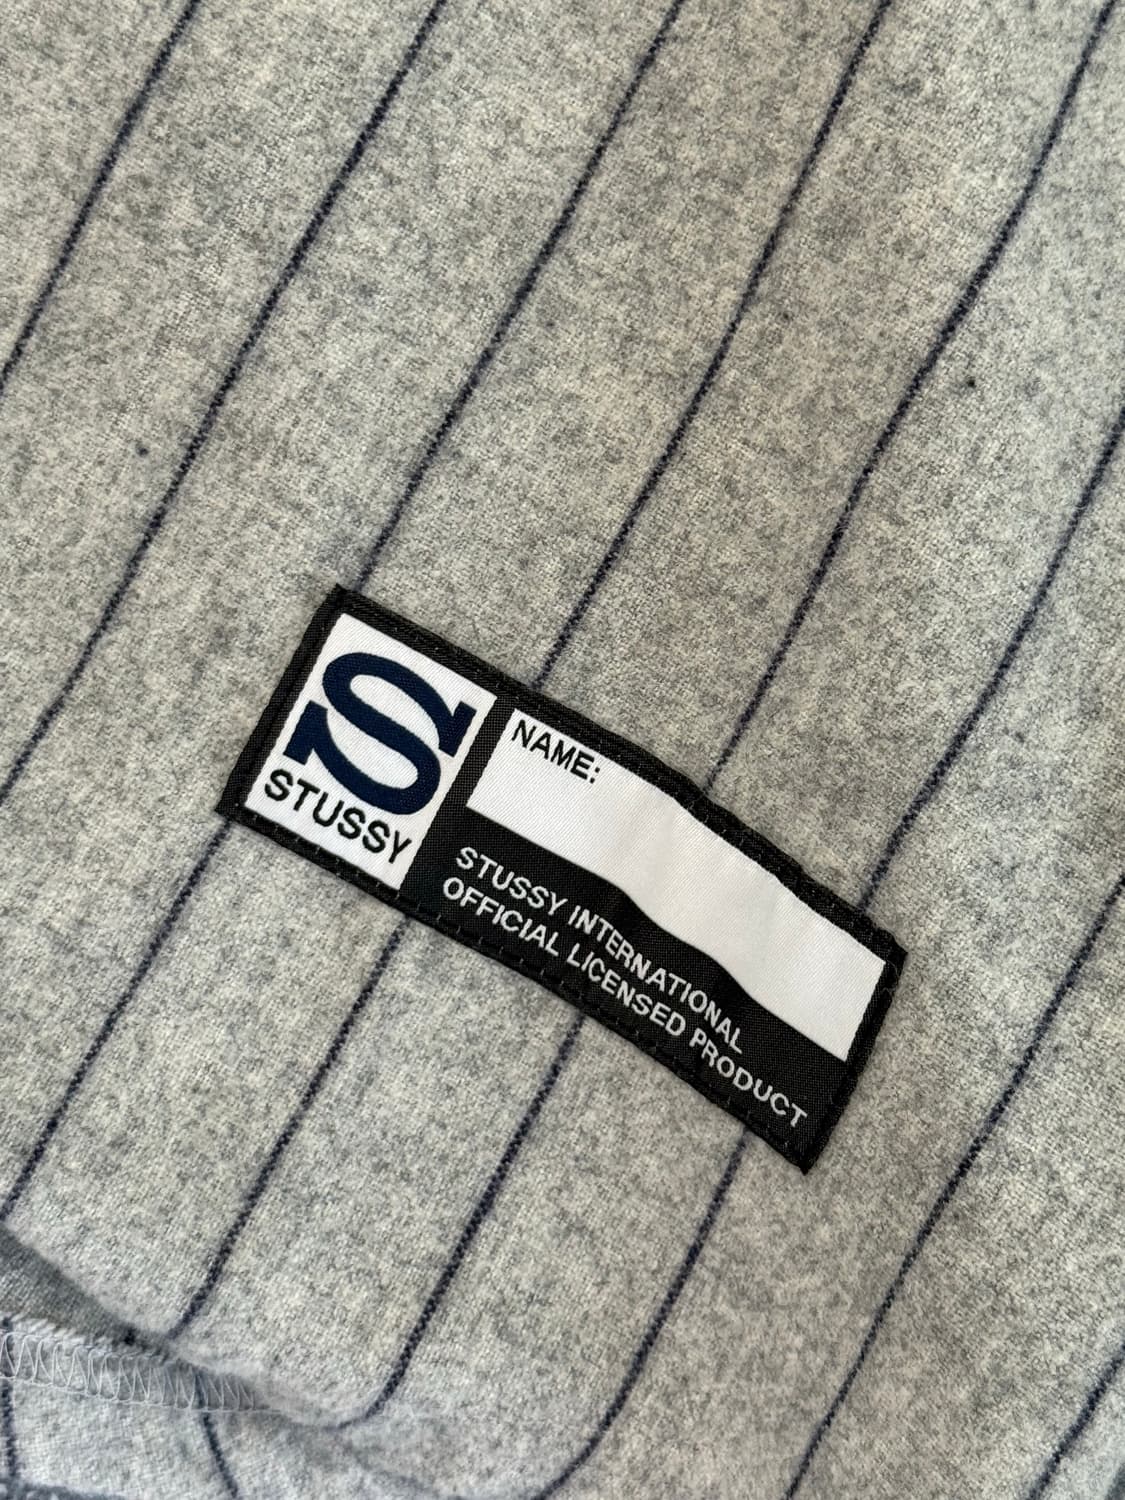 S
STUSSY
NAME:
STUSSY INTERNATIONAL
OFFICIAL LICENSED PRODUCT